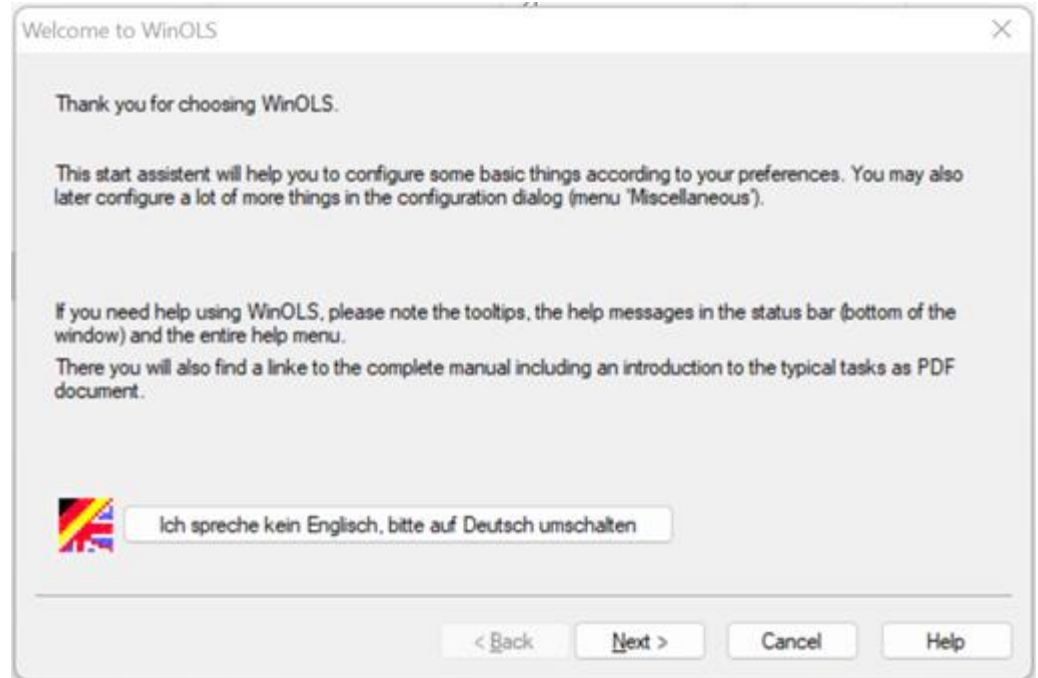 Welcome to WinOLS
Thank you for choosing WinOLS.
This start assistent will help you to configure some basic things according to your preferences. You may also
later configure a lot of more things in the configuration dialog (menu 'Miscellaneous').
If you need help using WinOLS, please note the tooltips, the help messages in the status bar (bottom of the
window) and the entire help menu.
There you will also find a linke to the complete manual including an introduction to the typical tasks as PDF
document.
Ich spreche kein Englisch, bitte auf Deutsch umschalten
< Back Next > Cancel Help